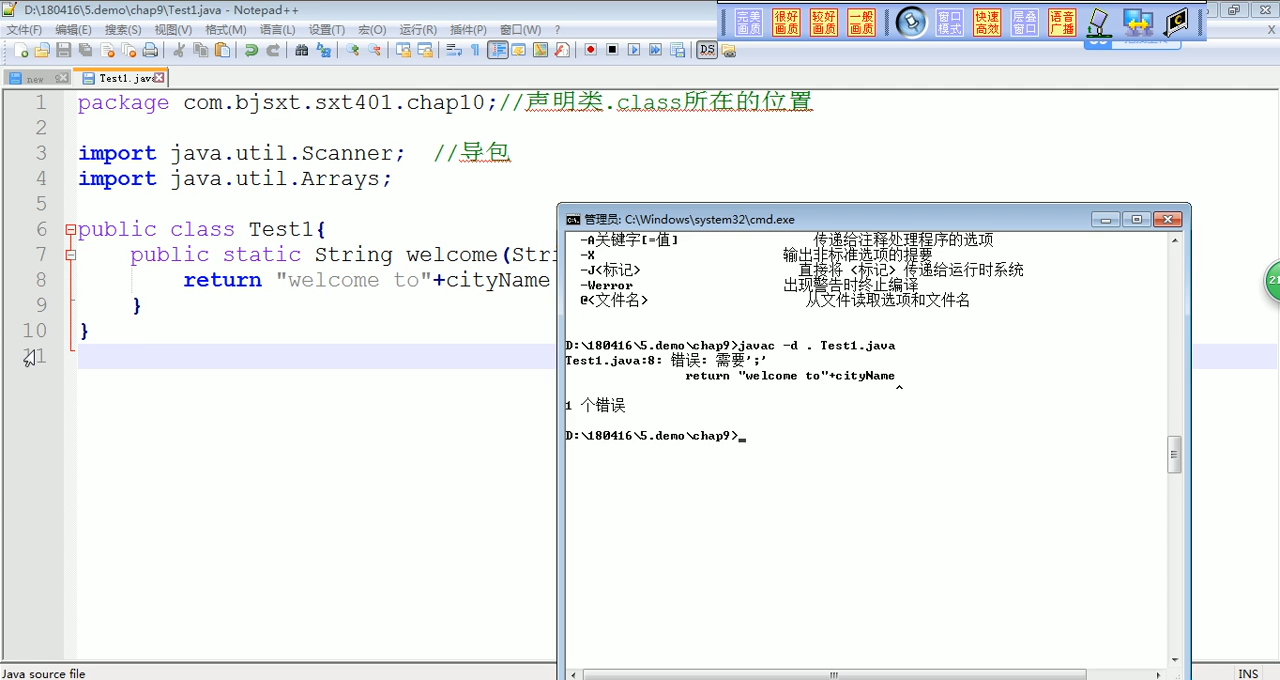 D:\180416\5.demo\chap9\Test1.java - Notepad++
文件(F) 编辑(E) 搜索(S) 视图(V) 格式(M) 语言(L) 设置(T) 宏(O) 运行(R) 插件(P) 窗口(W) ?
完美画质 很好画质 较好画质 一般画质 窗口模式 快速高效 层叠窗口 语音广播
X
new Test1.java
1 package com.bjsxt.sxt401.chap10;//声明类.class所在的位置
2
3 import java.util.Scanner; //导包
4 import java.util.Arrays;
5
6 public class Test1{
7 public static String welcome(Stri
8 return "welcome to"+cityName
9 }
10 }
11
管理员: C:\Windows\system32\cmd.exe
-A关键字[=值] 传递给注释处理程序的选项
-X 输出非标准选项的提要
-J<标记> 直接将 <标记> 传递给运行时系统
-Werror 出现警告时终止编译
@<文件名> 从文件读取选项和文件名
D:\180416\5.demo\chap9>javac -d . Test1.java
Test1.java:8: 错误: 需要';'
return "welcome to"+cityName
^
1 个错误
D:\180416\5.demo\chap9>_
21
Java source file
INS